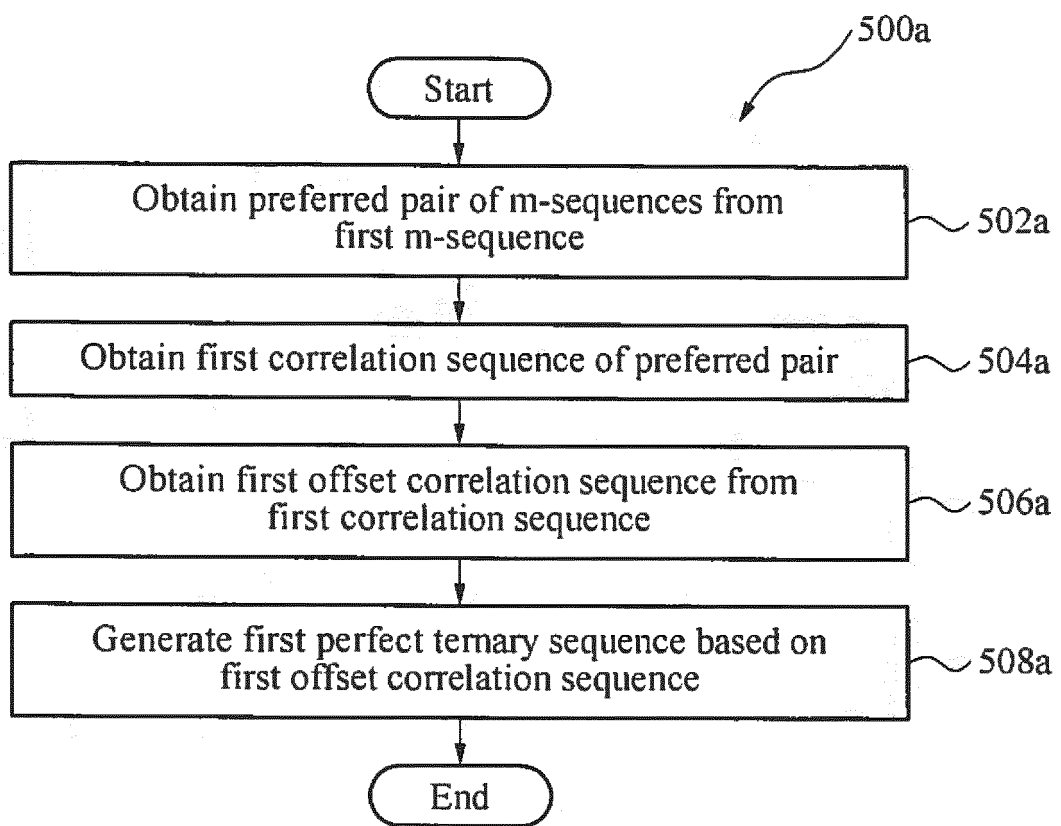 500a
Start
Obtain preferred pair of m-sequences from
first m-sequence
502a
Obtain first correlation sequence of preferred pair
504a
Obtain first offset correlation sequence from
first correlation sequence
506a
Generate first perfect ternary sequence based on
first offset correlation sequence
508a
End